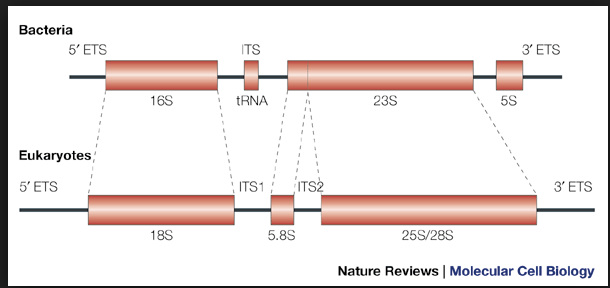 Bacteria
5′ ETS ITS 3′ ETS
16S tRNA 23S 5S
Eukaryotes
5′ ETS ITS1 ITS2 3′ ETS
18S 5.8S 25S/28S
Nature Reviews | Molecular Cell Biology